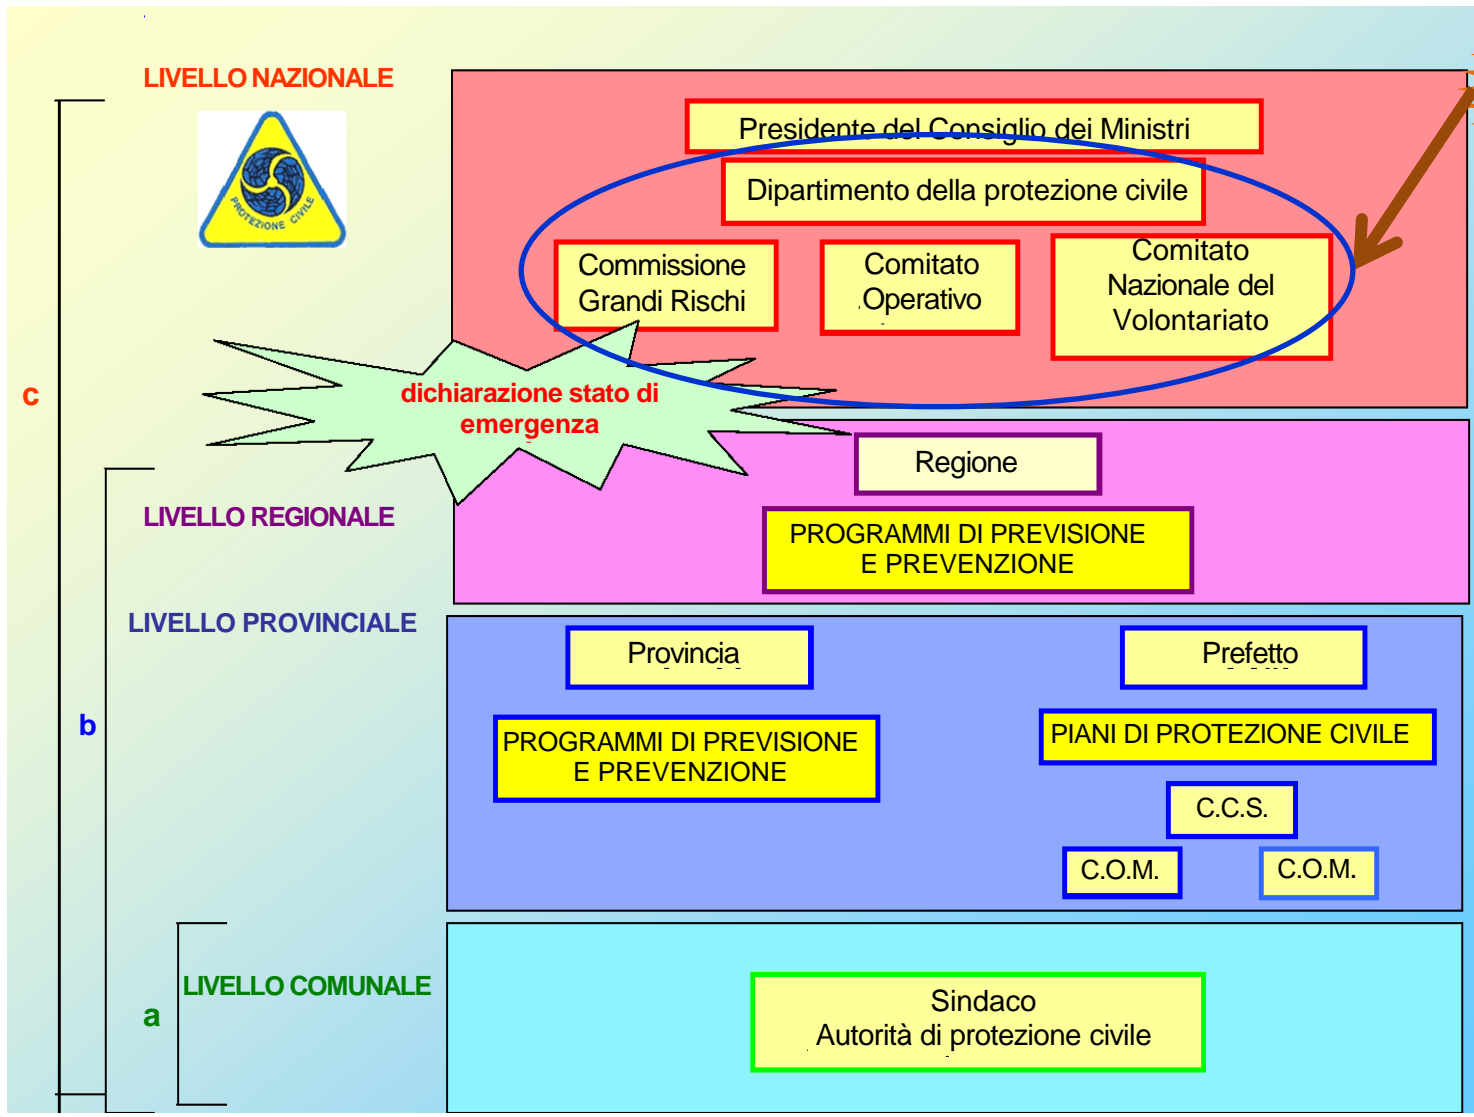 LIVELLO NAZIONALE
PROTEZIONE CIVILE
Presidente del Consiglio dei Ministri
Dipartimento della protezione civile
Commissione
Grandi Rischi
Comitato
Operativo
Comitato
Nazionale del
Volontariato
c
dichiarazione stato di
emergenza
LIVELLO REGIONALE
Regione
PROGRAMMI DI PREVISIONE
E PREVENZIONE
LIVELLO PROVINCIALE
Provincia
Prefetto
b
PROGRAMMI DI PREVISIONE
E PREVENZIONE
PIANI DI PROTEZIONE CIVILE
C.C.S.
C.O.M.
C.O.M.
LIVELLO COMUNALE
a
Sindaco
Autorità di protezione civile